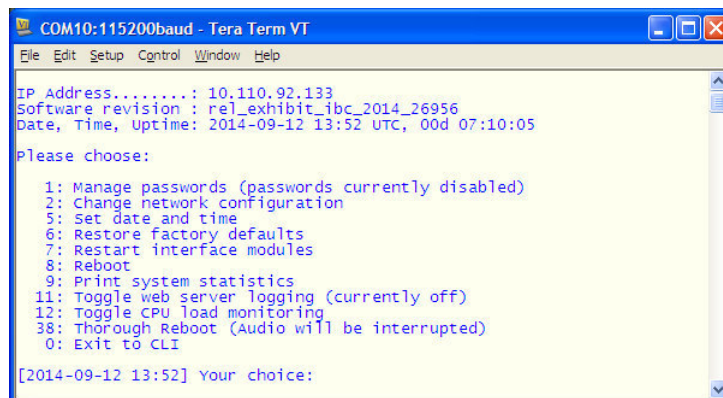 COM10:115200baud - Tera Term VT
File Edit Setup Control Window Help
IP Address........: 10.110.92.133
Software revision : rel_exhibit_ibc_2014_26956
Date, Time, Uptime: 2014-09-12 13:52 UTC, 00d 07:10:05
Please choose:
1: Manage passwords (passwords currently disabled)
2: Change network configuration
5: Set date and time
6: Restore factory defaults
7: Restart interface modules
8: Reboot
9: Print system statistics
11: Toggle web server logging (currently off)
12: Toggle CPU load monitoring
38: Thorough Reboot (Audio will be interrupted)
0: Exit to CLI
[2014-09-12 13:52] Your choice: